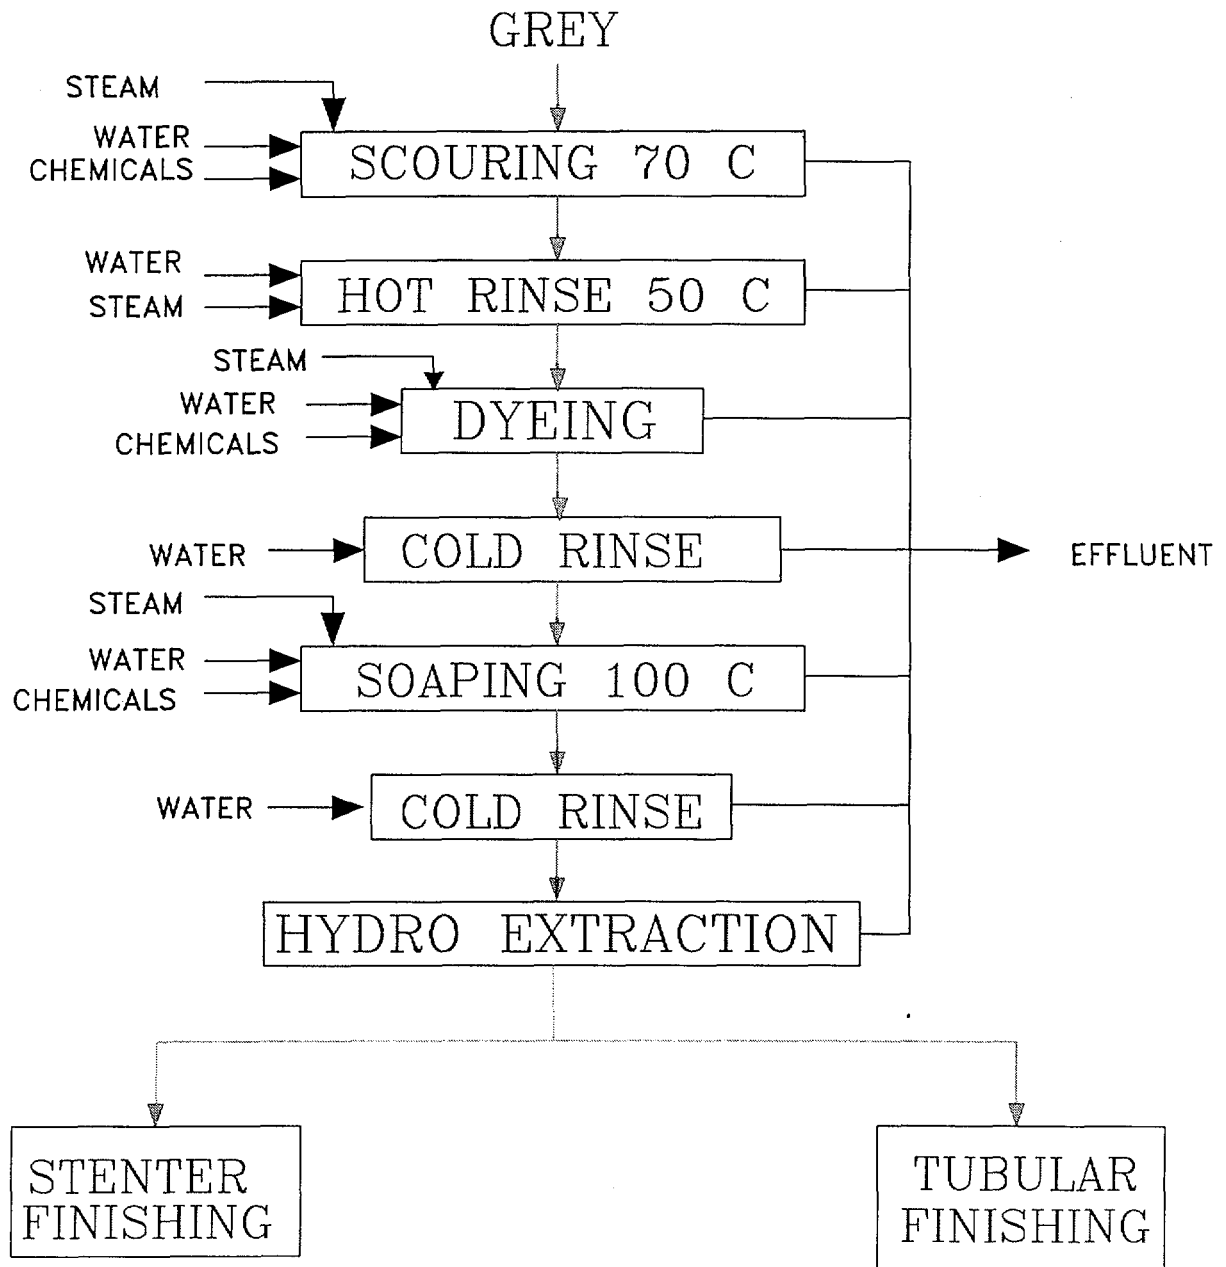 GREY
STEAM
WATER
CHEMICALS
SCOURING 70 C
WATER
STEAM
HOT RINSE 50 C
STEAM
WATER
CHEMICALS
DYEING
WATER
COLD RINSE
EFFLUENT
STEAM
WATER
CHEMICALS
SOAPING 100 C
WATER
COLD RINSE
HYDRO EXTRACTION
STENTER
FINISHING
TUBULAR
FINISHING